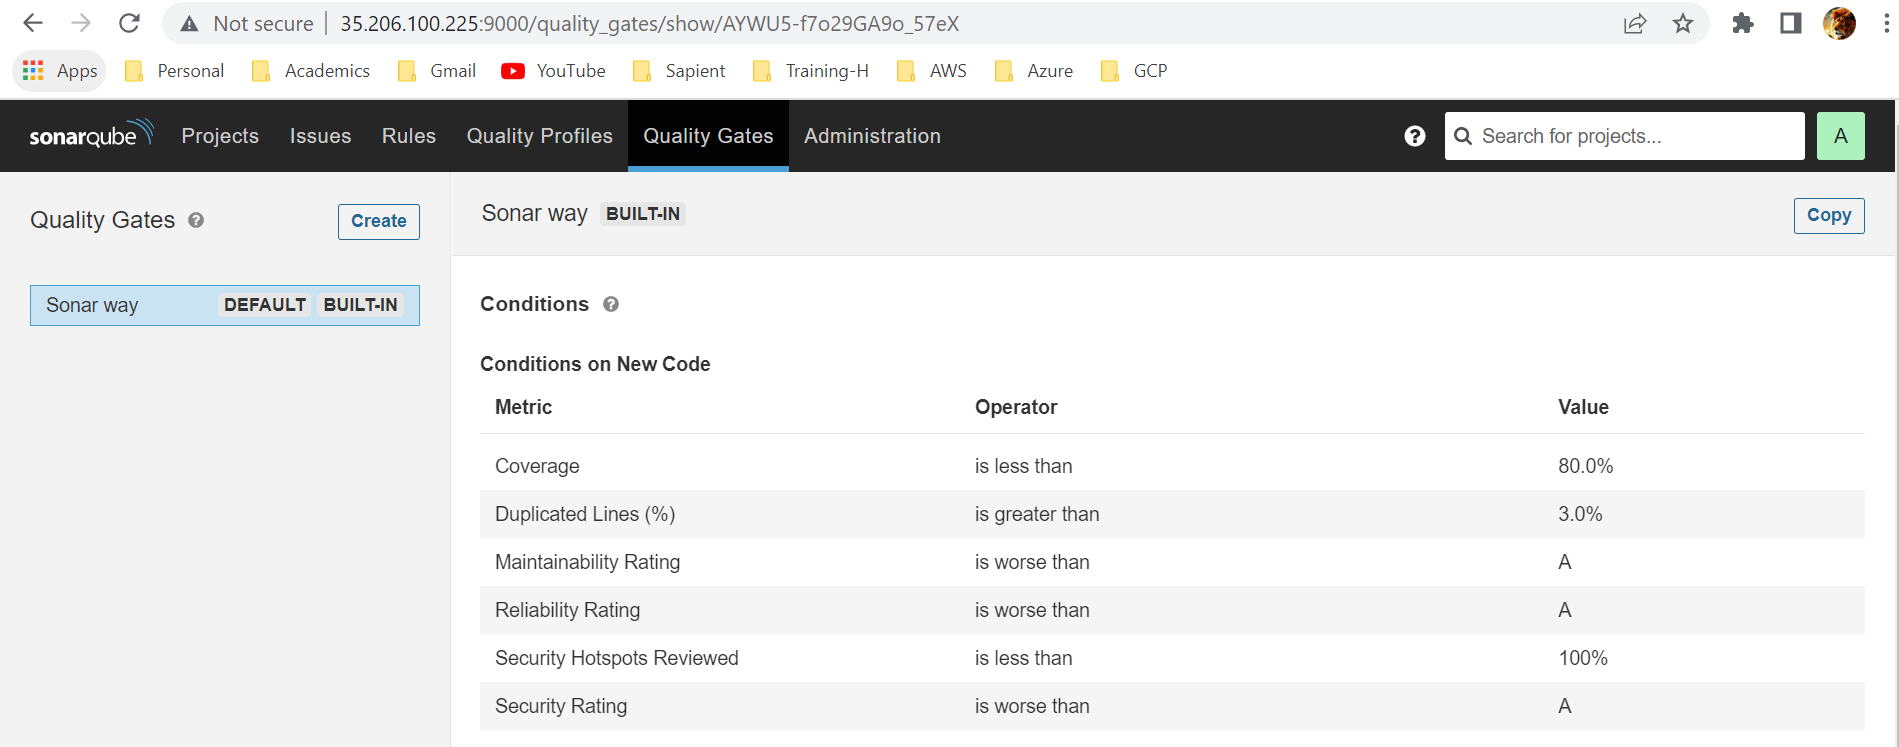 Not secure | 35.206.100.225:9000/quality_gates/show/AYWU5-f7o29GA9o_57eX
Apps Personal Academics Gmail YouTube Sapient Training-H AWS Azure GCP
sonarqube Projects Issues Rules Quality Profiles Quality Gates Administration ? Search for projects... A
Quality Gates ? Create
Sonar way DEFAULT BUILT-IN
Sonar way BUILT-IN Copy
Conditions ?
Conditions on New Code
Metric Operator Value
Coverage is less than 80.0%
Duplicated Lines (%) is greater than 3.0%
Maintainability Rating is worse than A
Reliability Rating is worse than A
Security Hotspots Reviewed is less than 100%
Security Rating is worse than A